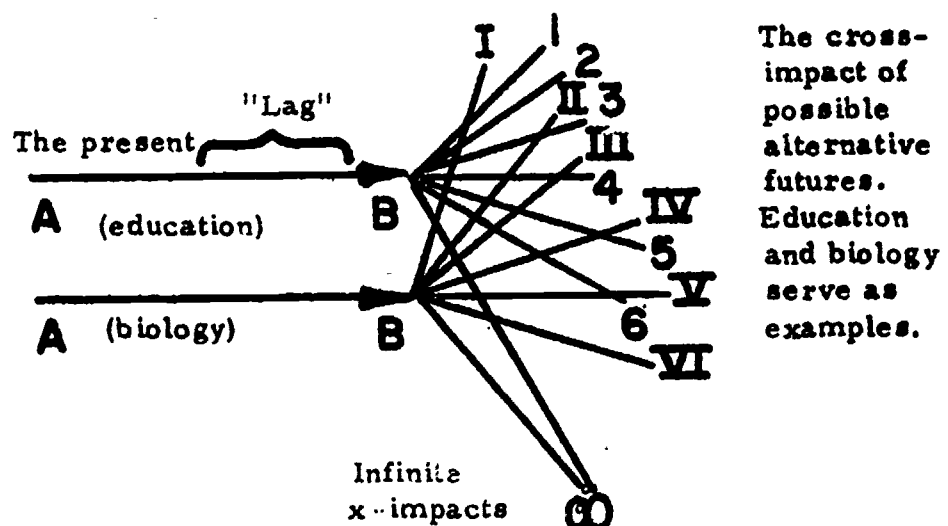 The present
"Lag"
A
(education)
B
A
(biology)
B
I
1
2
II
3
III
4
IV
5
V
6
VI
Infinite
x-impacts
∞
The cross-
impact of
possible
alternative
futures.
Education
and biology
serve as
examples.